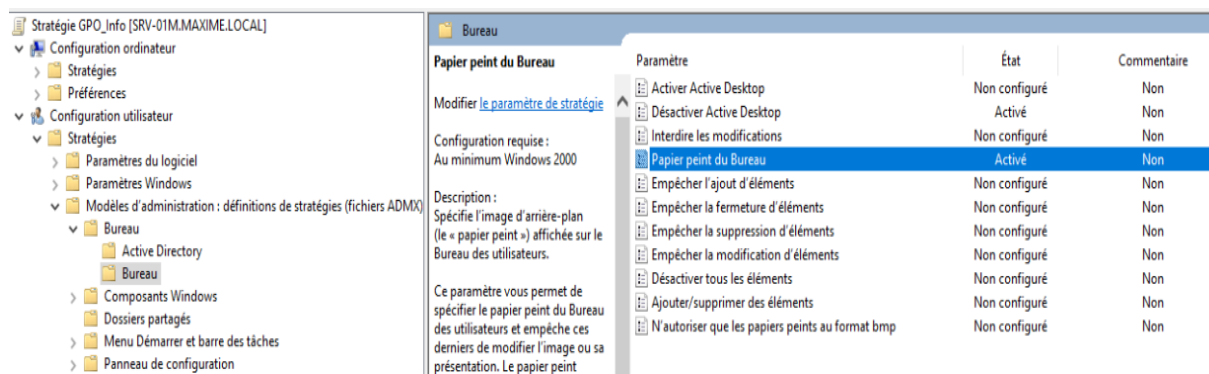 Stratégie GPO_Info [SRV-01M.MAXIME.LOCAL]
Configuration ordinateur
Stratégies
Préférences
Configuration utilisateur
Stratégies
Paramètres du logiciel
Paramètres Windows
Modèles d'administration : définitions de stratégies (fichiers ADMX)
Bureau
Active Directory
Bureau
Composants Windows
Dossiers partagés
Menu Démarrer et barre des tâches
Panneau de configuration
Bureau
Papier peint du Bureau
Modifier le paramètre de stratégie
Configuration requise :
Au minimum Windows 2000
Description :
Spécifie l'image d'arrière-plan
(le « papier peint ») affichée sur le
Bureau des utilisateurs.
Ce paramètre vous permet de
spécifier le papier peint du Bureau
des utilisateurs et empêche ces
derniers de modifier l'image ou sa
présentation. Le papier peint
Paramètre État Commentaire
Activer Active Desktop Non configuré Non
Désactiver Active Desktop Activé Non
Interdire les modifications Non configuré Non
Papier peint du Bureau Activé Non
Empêcher l'ajout d'éléments Non configuré Non
Empêcher la fermeture d'éléments Non configuré Non
Empêcher la suppression d'éléments Non configuré Non
Empêcher la modification d'éléments Non configuré Non
Désactiver tous les éléments Non configuré Non
Ajouter/supprimer des éléments Non configuré Non
N'autoriser que les papiers peints au format bmp Non configuré Non